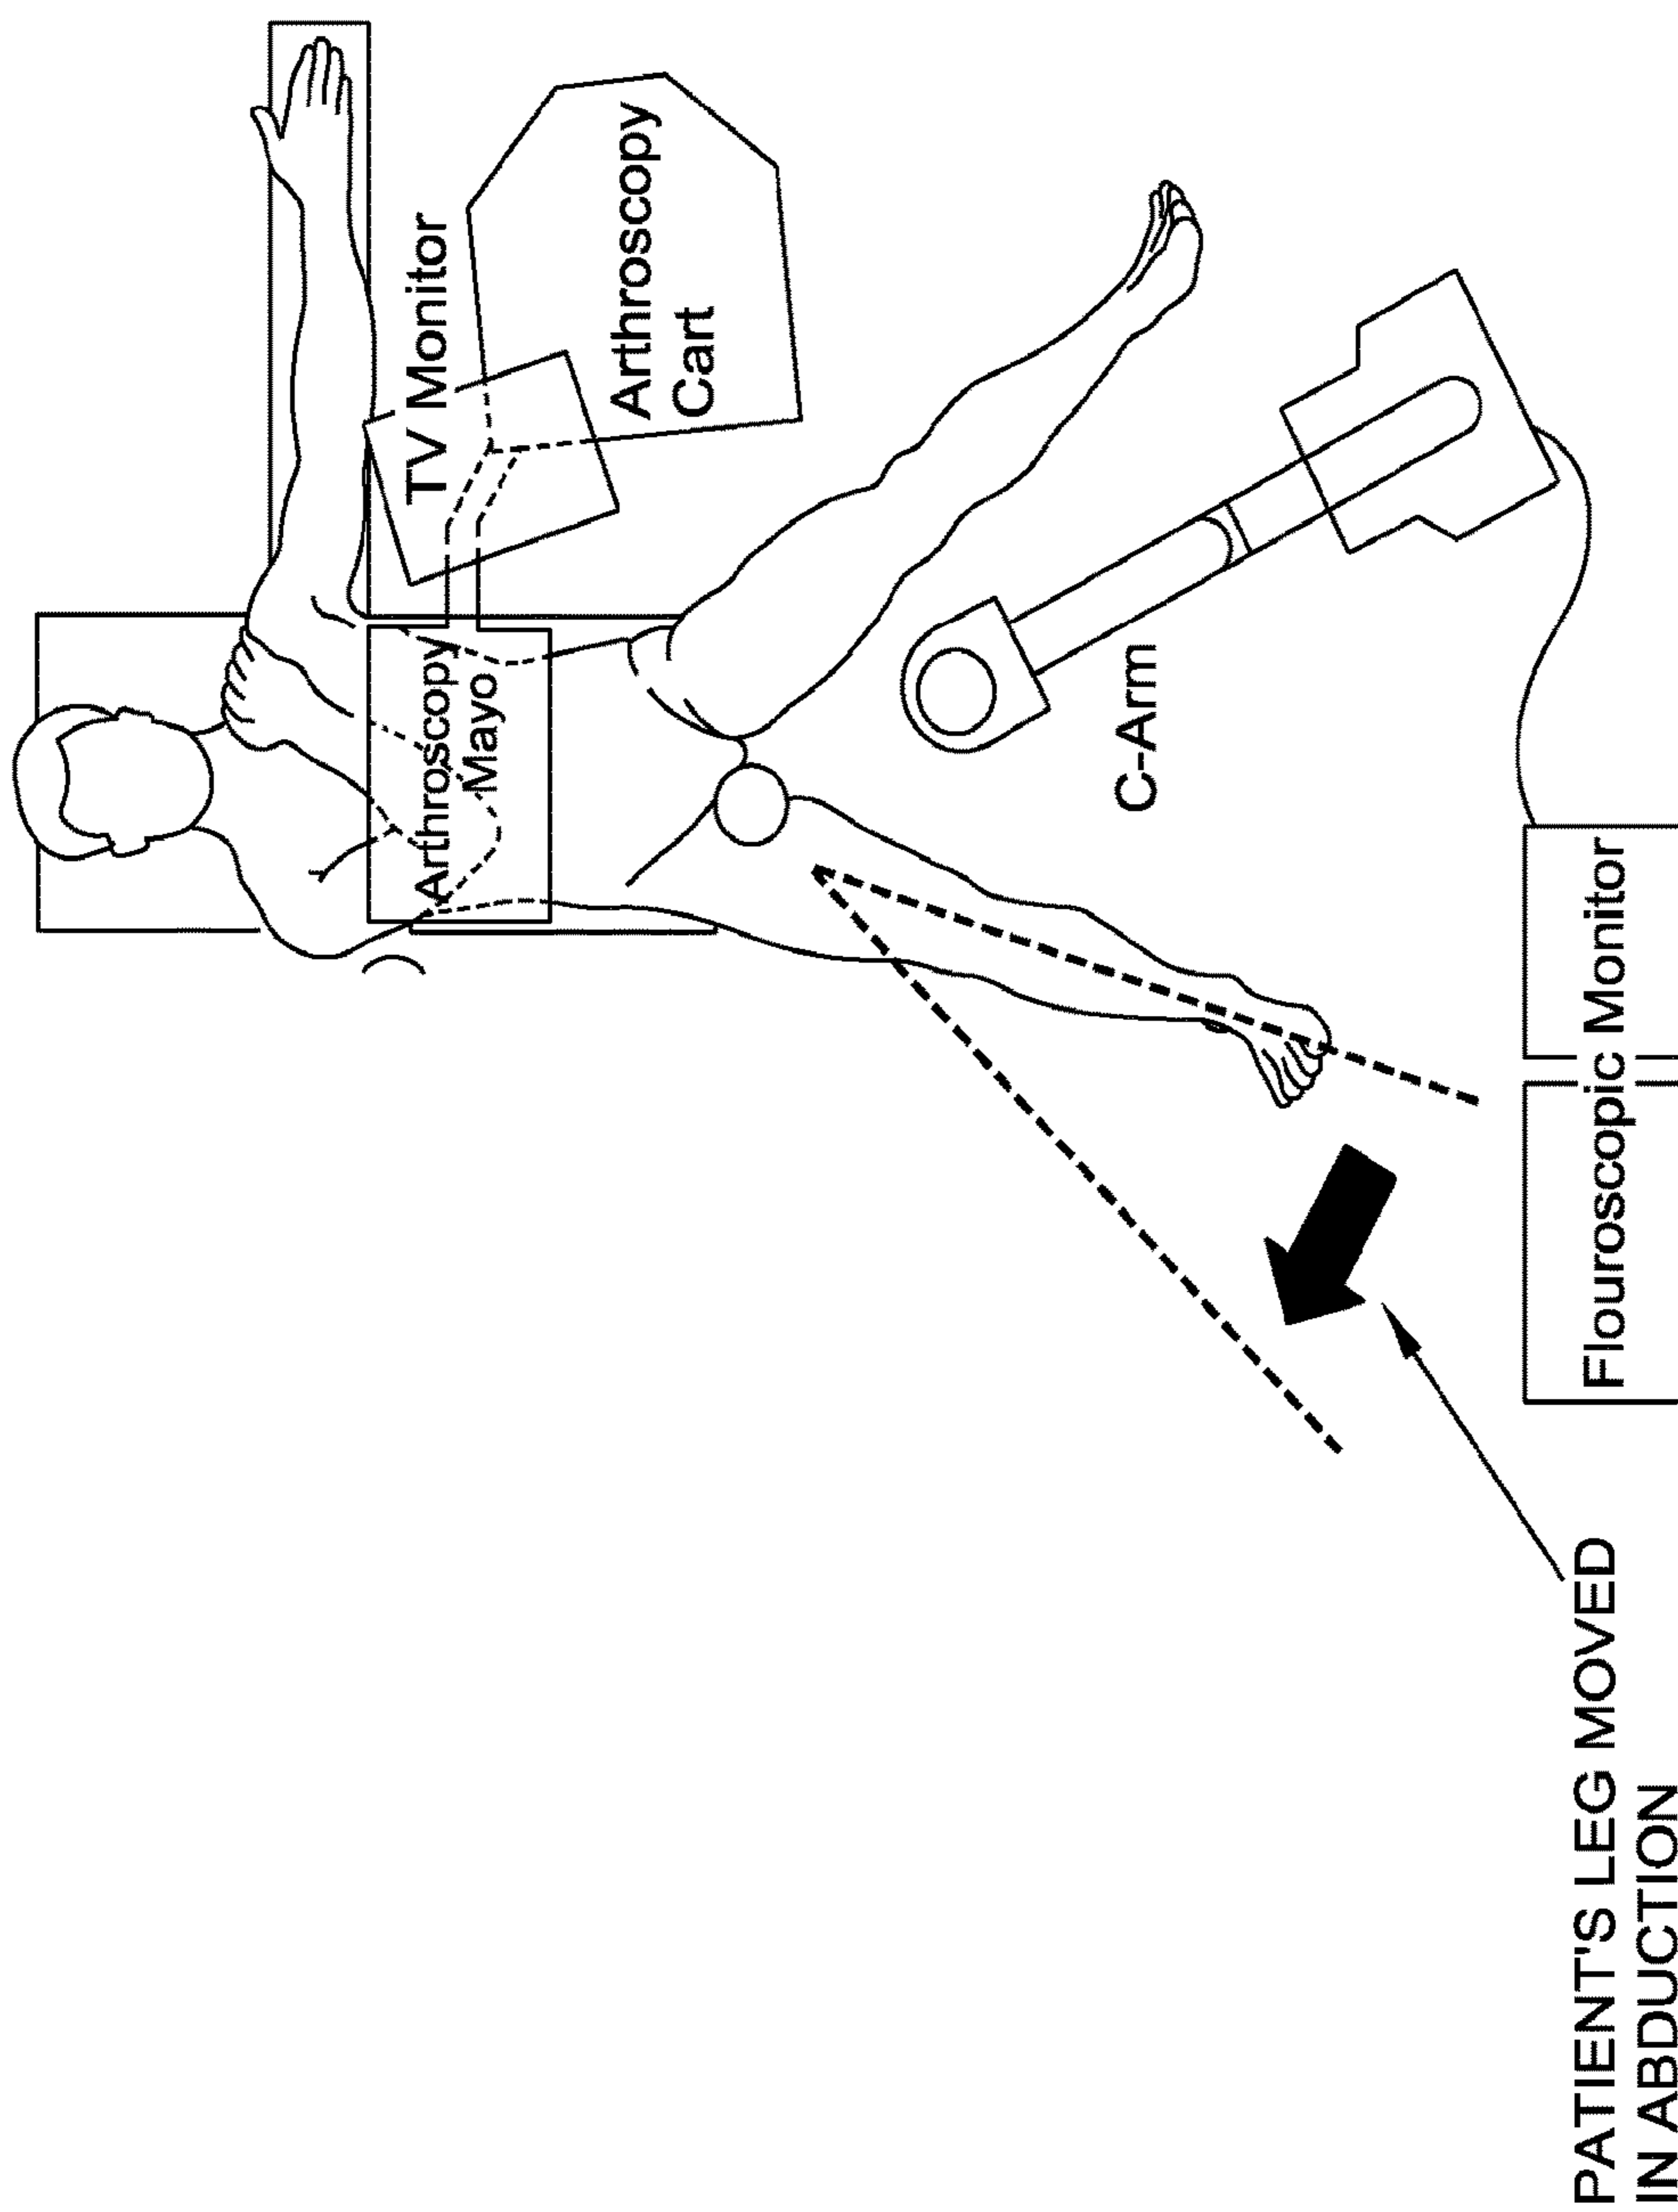 TV Monitor
Arthroscopy
Cart
Arthroscopy
Mayo
C-Arm
Flouroscopic Monitor
PATIENT'S LEG MOVED
IN ABDUCTION